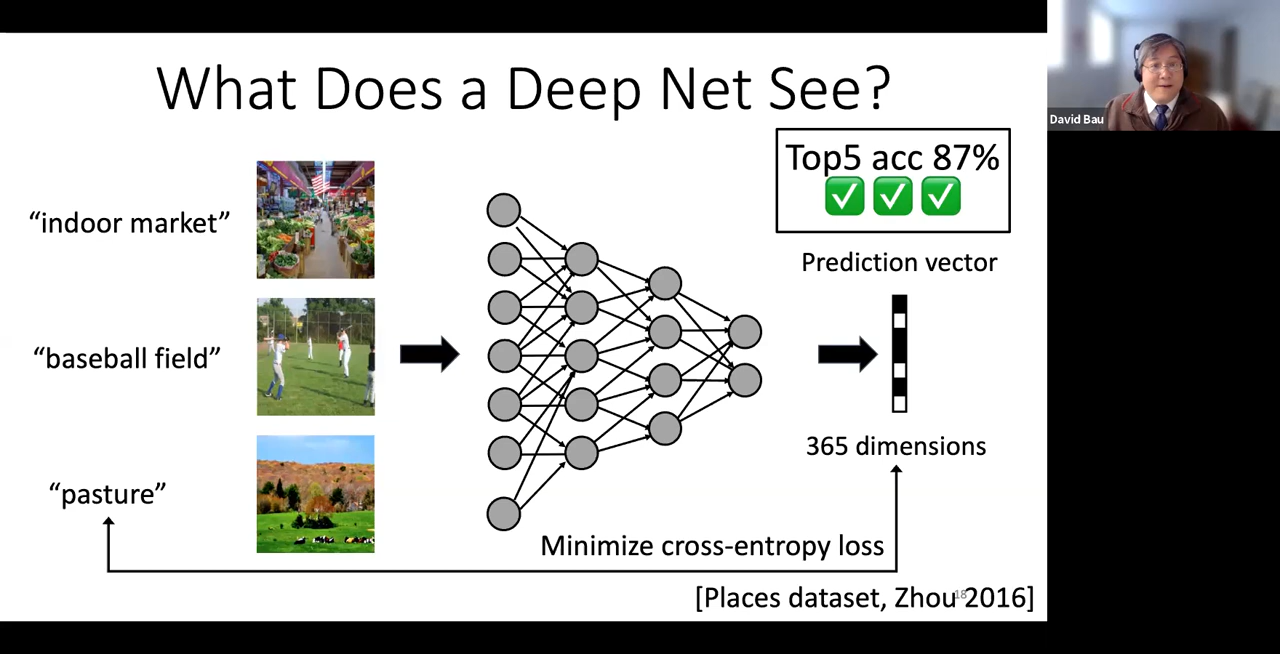 What Does a Deep Net See?
David Bau
Top5 acc 87%
“indoor market”
Prediction vector
“baseball field”
365 dimensions
“pasture”
Minimize cross-entropy loss
[Places dataset, Zhou 2016]
18